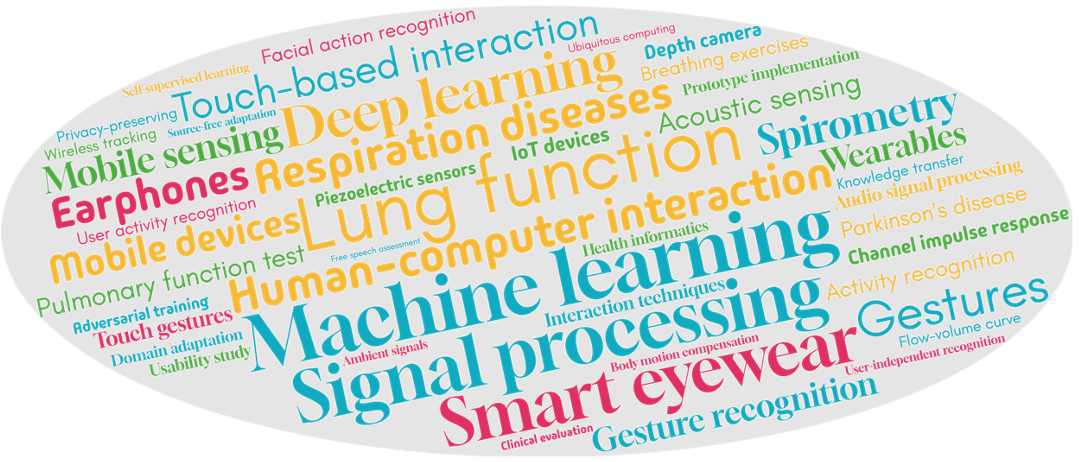 Facial action recognition
Ubiquitous computing
Touch-based interaction
Depth camera
Self-supervised learning
Breathing exercises
Deep learning
Prototype implementation
Privacy-preserving
Source-free adaptation
Wireless tracking
Acoustic sensing
Mobile sensing
Respiration diseases
IoT devices
Spirometry
Earphones
Piezoelectric sensors
Lung function
Wearables
User activity recognition
Knowledge transfer
Audio signal processing
Mobile devices
Human-computer interaction
Parkinson's disease
Free speech assessment
Health informatics
Channel impulse response
Pulmonary function test
Machine learning
Activity recognition
Adversarial training
Touch gestures
Interaction techniques
Gestures
Domain adaptation
Signal processing
Flow-volume curve
Usability study
Ambient signals
Body motion compensation
User-independent recognition
Smart eyewear
Clinical evaluation
Gesture recognition